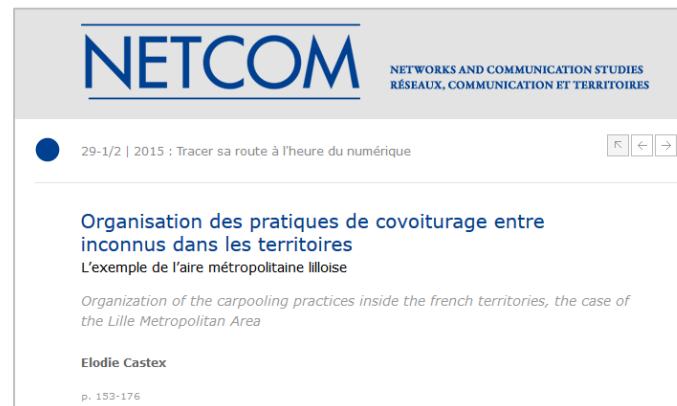 NETCOM
NETWORKS AND COMMUNICATION STUDIES
RÉSEAUX, COMMUNICATION ET TERRITOIRES
29-1/2 | 2015 : Tracer sa route à l'heure du numérique
Organisation des pratiques de covoiturage entre
inconnus dans les territoires
L'exemple de l'aire métropolitaine lilloise
Organization of the carpooling practices inside the french territories, the case of
the Lille Metropolitan Area
Elodie Castex
p. 153-176